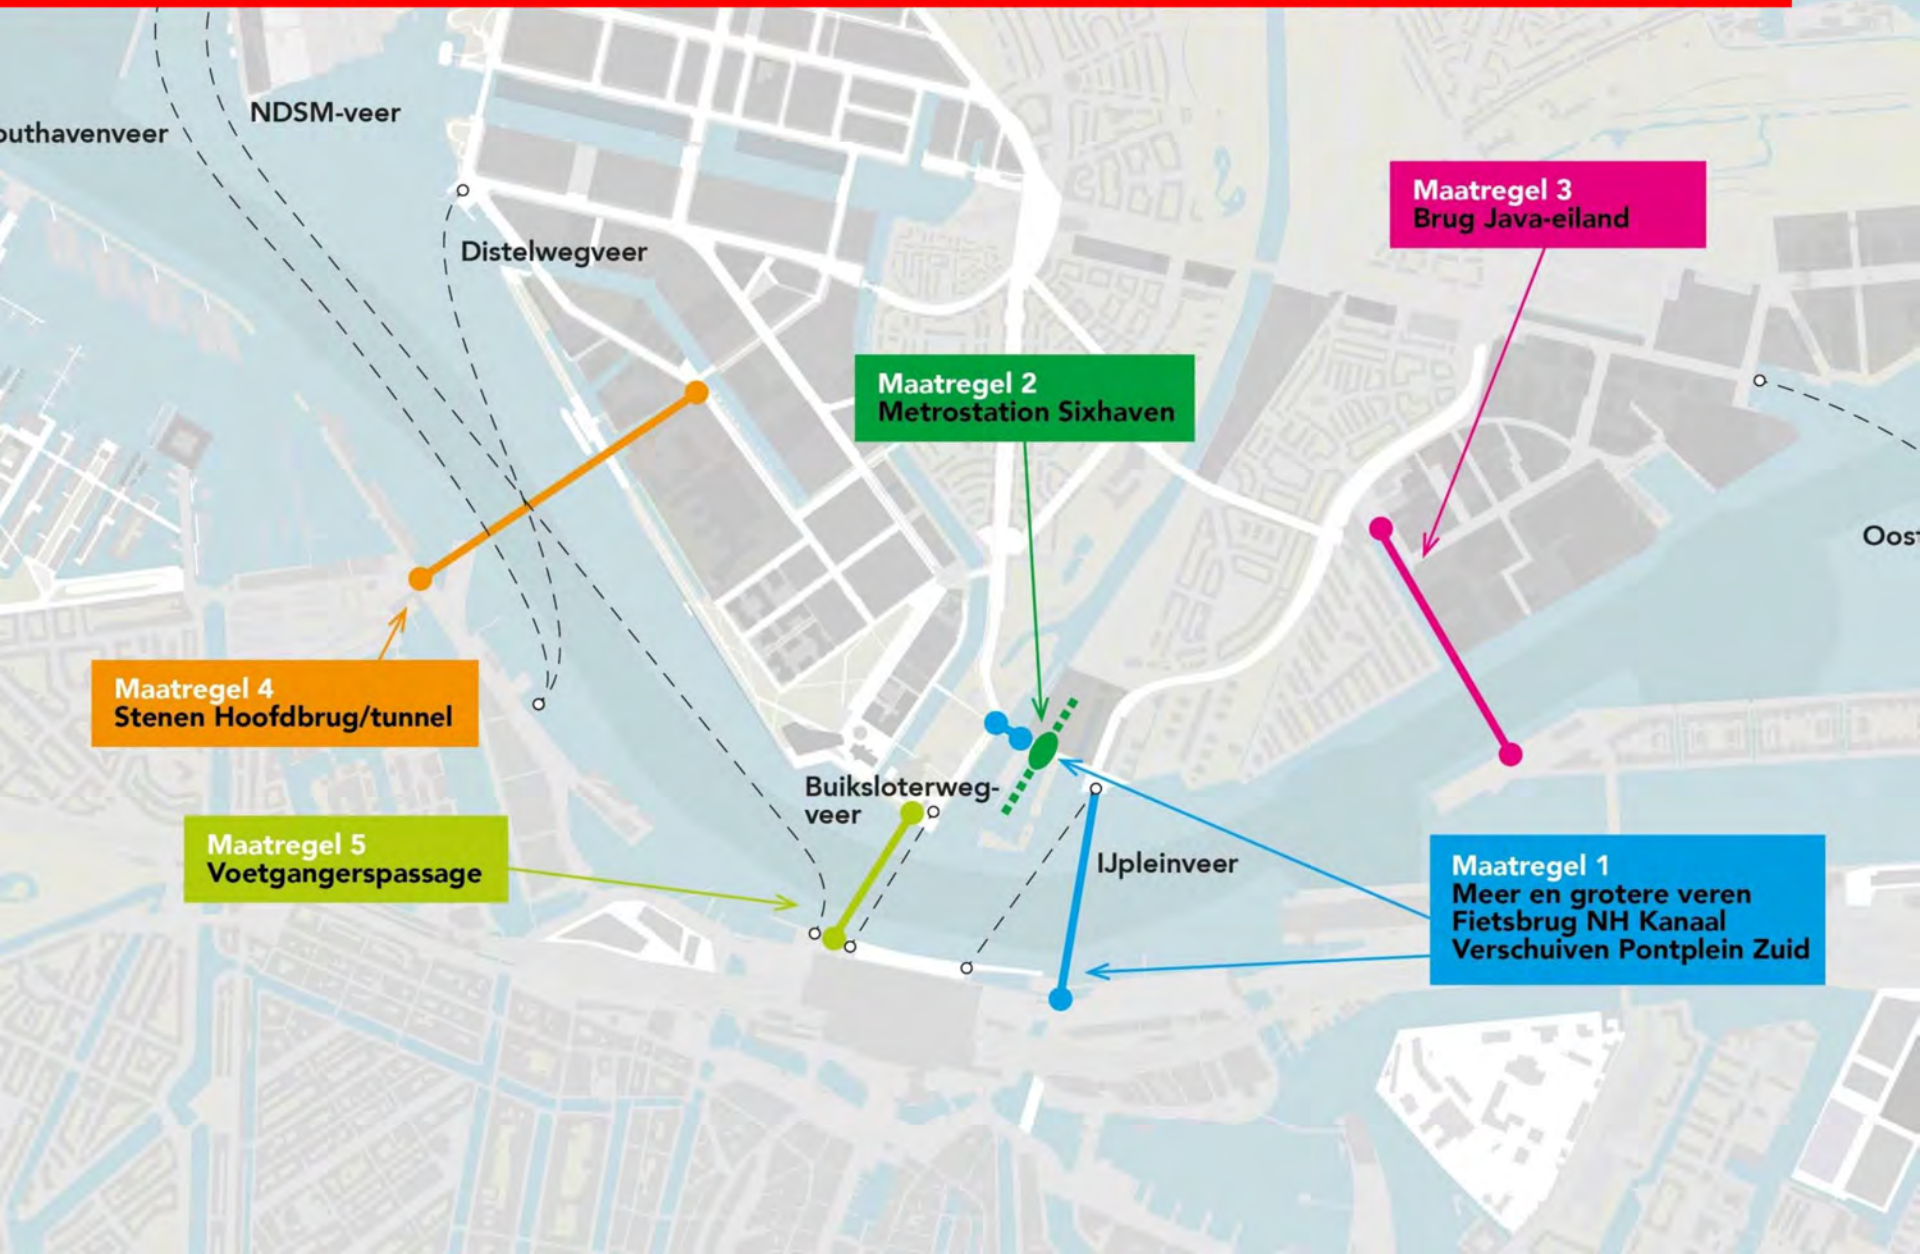 NDSM-veer
outhavenveer
Maatregel 3
Brug Java-eiland
Distelwegveer
Maatregel 2
Metrostation Sixhaven
Oost
Maatregel 4
Stenen Hoofdbrug/tunnel
Buiksloterweg-
veer
Maatregel 5
Voetgangerspassage
IJpleinveer
Maatregel 1
Meer en grotere veren
Fietsbrug NH Kanaal
Verschuiven Pontplein Zuid